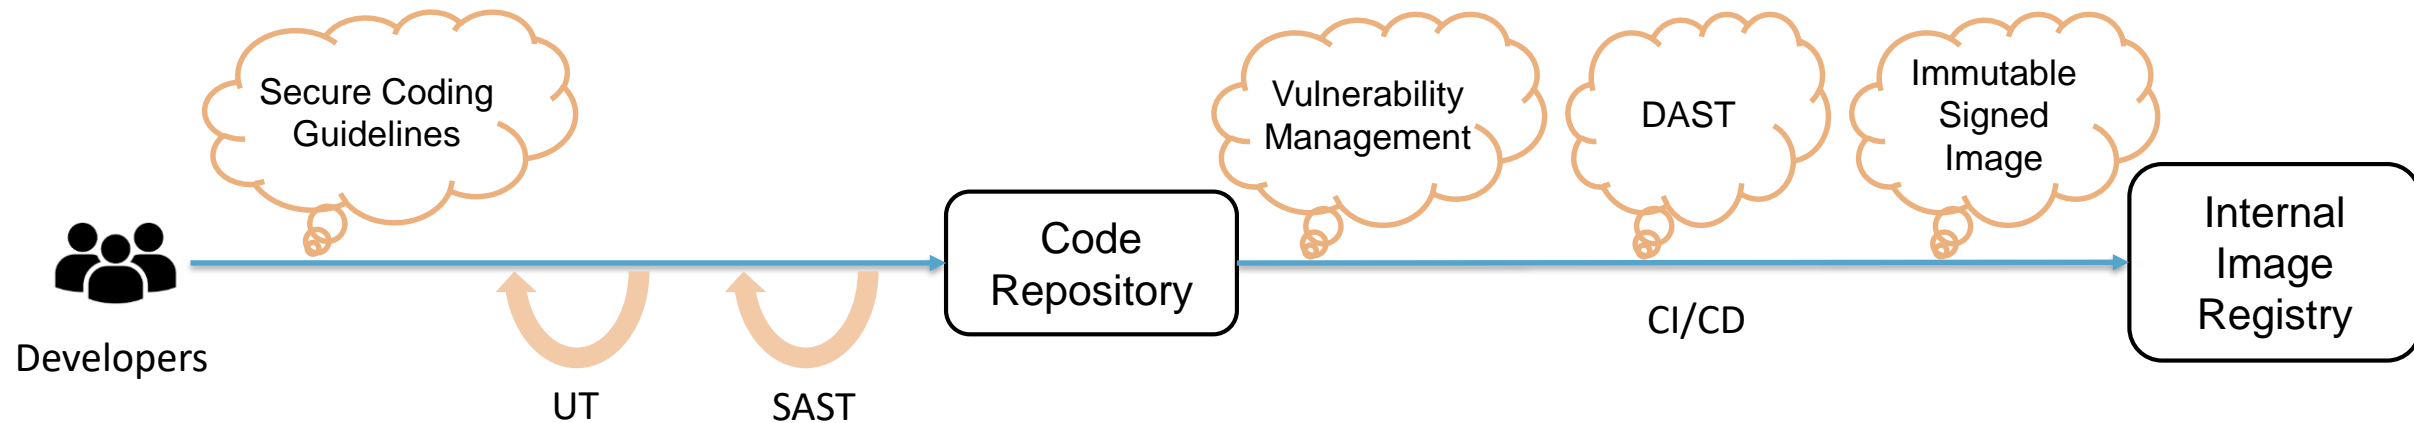 Secure Coding
Guidelines
Developers
UT
SAST
Code
Repository
Vulnerability
Management
DAST
Immutable
Signed
Image
CI/CD
Internal
Image
Registry